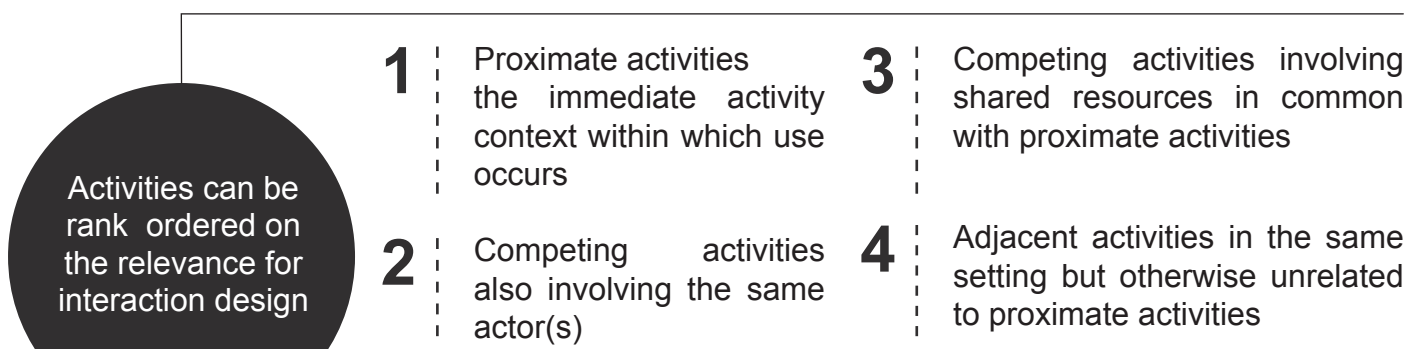 Activities can be
rank ordered on
the relevance for
interaction design
1
Proximate activities
the immediate activity
context within which use
occurs
2
Competing activities
also involving the same
actor(s)
3
Competing activities involving
shared resources in common
with proximate activities
4
Adjacent activities in the same
setting but otherwise unrelated
to proximate activities